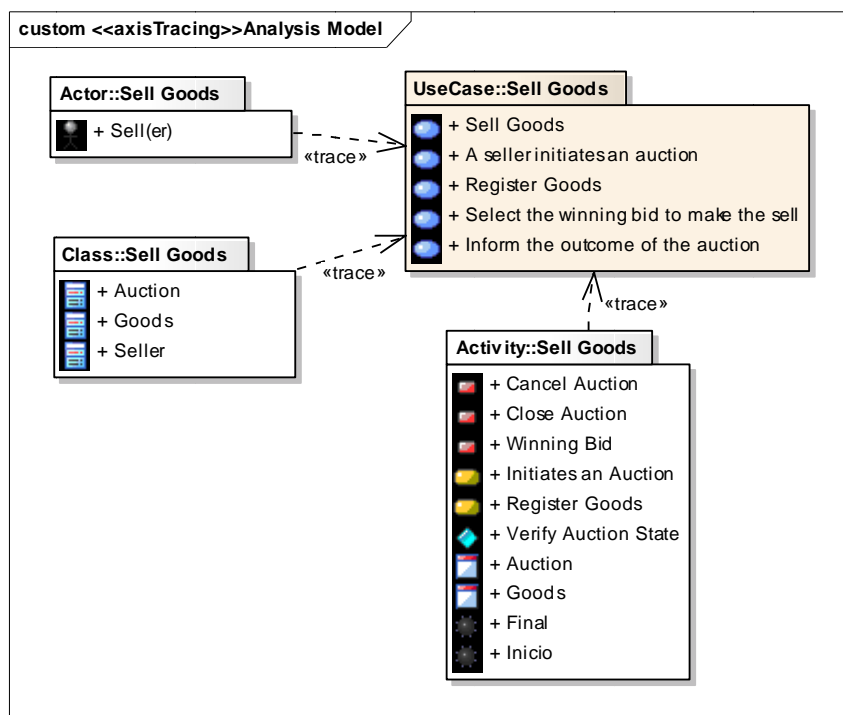 custom <<axisTracing>>Analysis Model
Actor::Sell Goods
+ Sell(er)
«trace»
UseCase::Sell Goods
+ Sell Goods
+ A seller initiates an auction
+ Register Goods
+ Select the winning bid to make the sell
+ Inform the outcome of the auction
Class::Sell Goods
+ Auction
+ Goods
+ Seller
«trace»
«trace»
Activity::Sell Goods
+ Cancel Auction
+ Close Auction
+ Winning Bid
+ Initiates an Auction
+ Register Goods
+ Verify Auction State
+ Auction
+ Goods
+ Final
+ Inicio